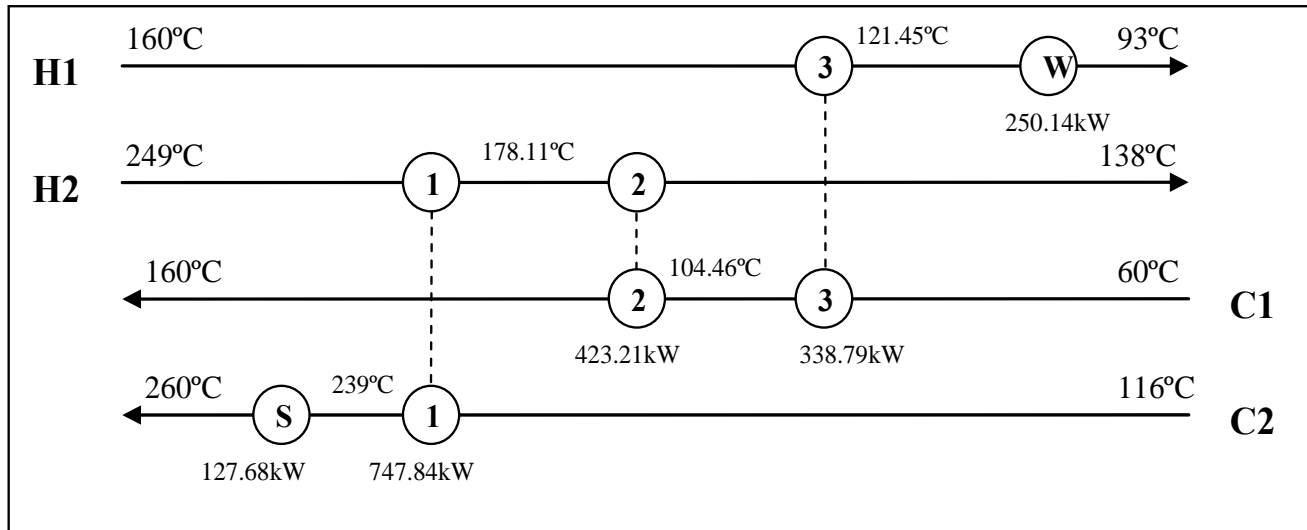 160ºC 121.45ºC 93ºC
H1 3 W
250.14kW
249ºC 178.11ºC 138ºC
H2 1 2
160ºC 104.46ºC 60ºC
2 3 C1
423.21kW 338.79kW
260ºC 239ºC 116ºC
S 1 C2
127.68kW 747.84kW